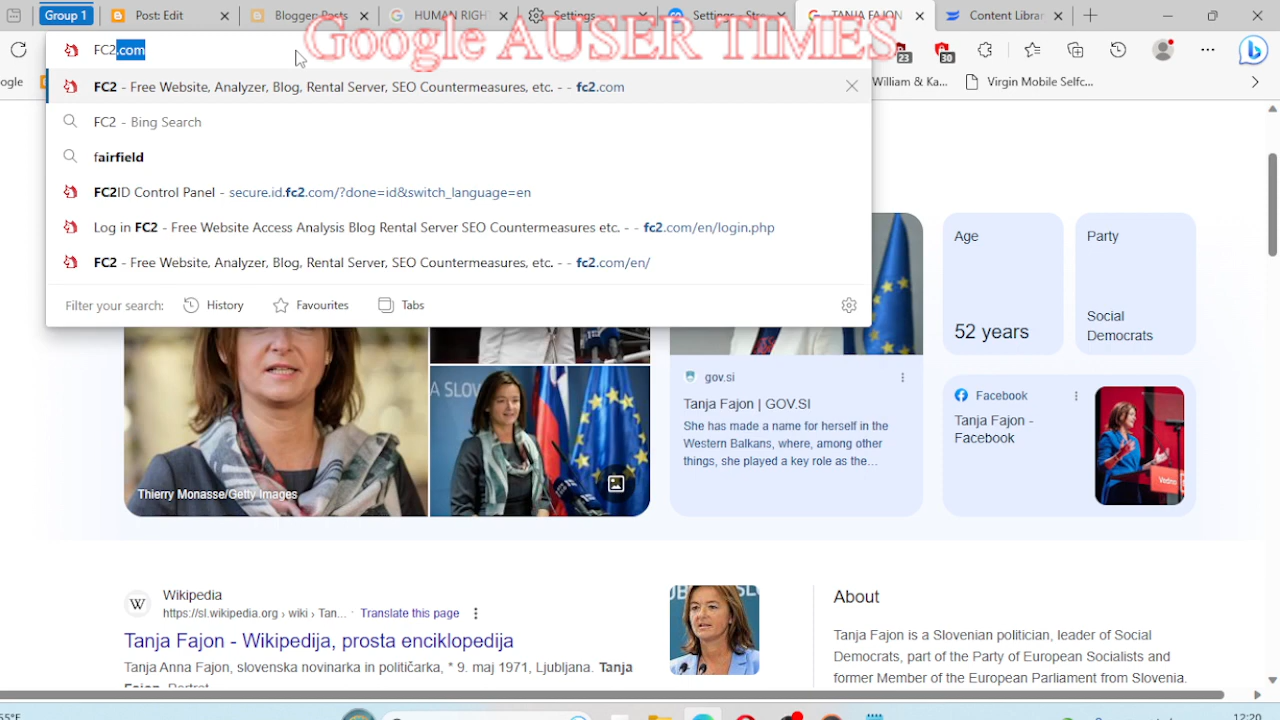 Group 1
Post: Edit
Blogger: Posts
HUMAN RIGH
Settings
Settings
TANJA FAJON
Content Librar
Google AUSER TIMES
FC2.com
23
30
ogle
William & Ka...
Virgin Mobile Selfc...
FC2 - Free Website, Analyzer, Blog, Rental Server, SEO Countermeasures, etc. - - fc2.com
FC2 - Bing Search
fairfield
FC2ID Control Panel - secure.id.fc2.com/?done=id&switch_language=en
Log in FC2 - Free Website Access Analysis Blog Rental Server SEO Countermeasures etc. - - fc2.com/en/login.php
FC2 - Free Website, Analyzer, Blog, Rental Server, SEO Countermeasures, etc. - - fc2.com/en/
Filter your search:
History
Favourites
Tabs
Age
52 years
Party
Social
Democrats
A SLO
Thierry Monasse/Getty Images
gov.si
Tanja Fajon | GOV.SI
She has made a name for herself in the
Western Balkans, where, among other
things, she played a key role as the...
Facebook
Tanja Fajon -
Facebook
Vedno
Wikipedia
https://sl.wikipedia.org › wiki › Tan... · Translate this page
Tanja Fajon - Wikipedija, prosta enciklopedija
Tanja Anna Fajon, slovenska novinarka in političarka, * 9. maj 1971, Ljubljana. Tanja
About
Tanja Fajon is a Slovenian politician, leader of Social
Democrats, part of the Party of European Socialists and
former Member of the European Parliament from Slovenia.
55°F
12:20